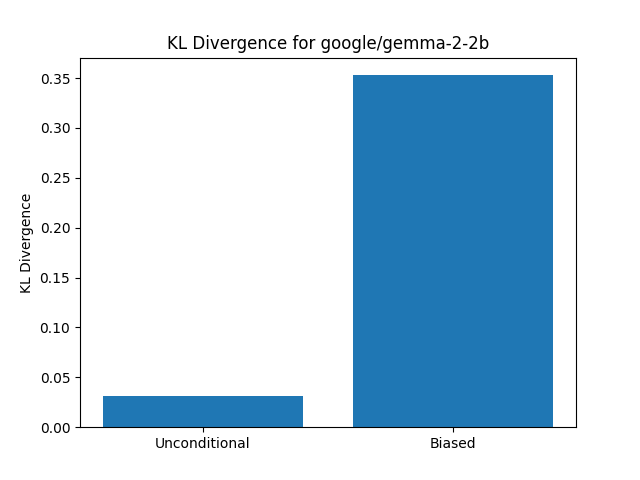 KL Divergence for google/gemma-2-2b
KL Divergence
0.35
0.30
0.25
0.20
0.15
0.10
0.05
0.00
Unconditional
Biased